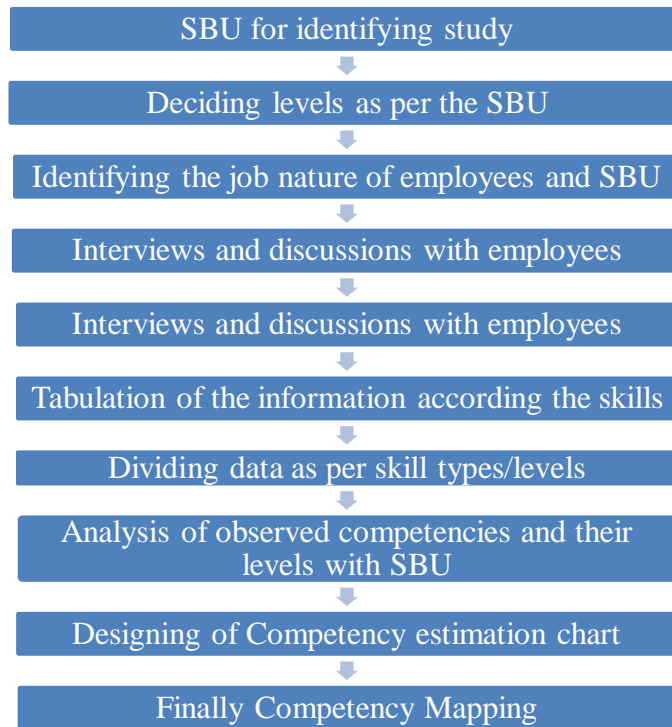 SBU for identifying study
Deciding levels as per the SBU
Identifying the job nature of employees and SBU
Interviews and discussions with employees
Interviews and discussions with employees
Tabulation of the information according the skills
Dividing data as per skill types/levels
Analysis of observed competencies and their
levels with SBU
Designing of Competency estimation chart
Finally Competency Mapping